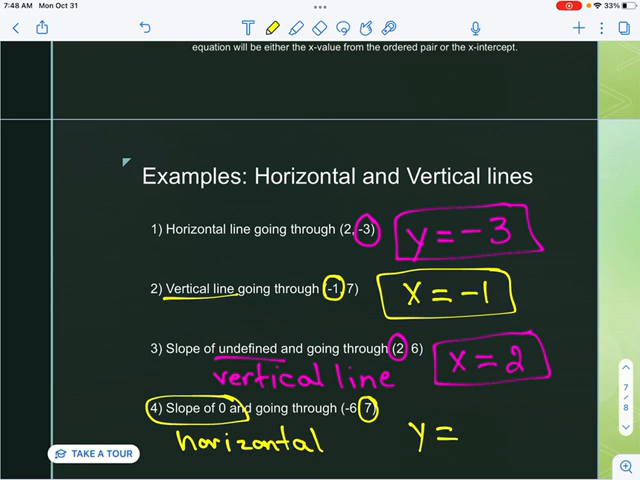 7:48 AM Mon Oct 31
33%
T
equation will be either the x-value from the ordered pair or the x-intercept.
Examples: Horizontal and Vertical lines
1) Horizontal line going through (2, -3)
y = -3
2) Vertical line going through (-1, 7)
x = -1
3) Slope of undefined and going through (2, 6)
x = 2
vertical line
4) Slope of 0 and going through (-6, 7)
horizontal
y =
7
/
8
TAKE A TOUR